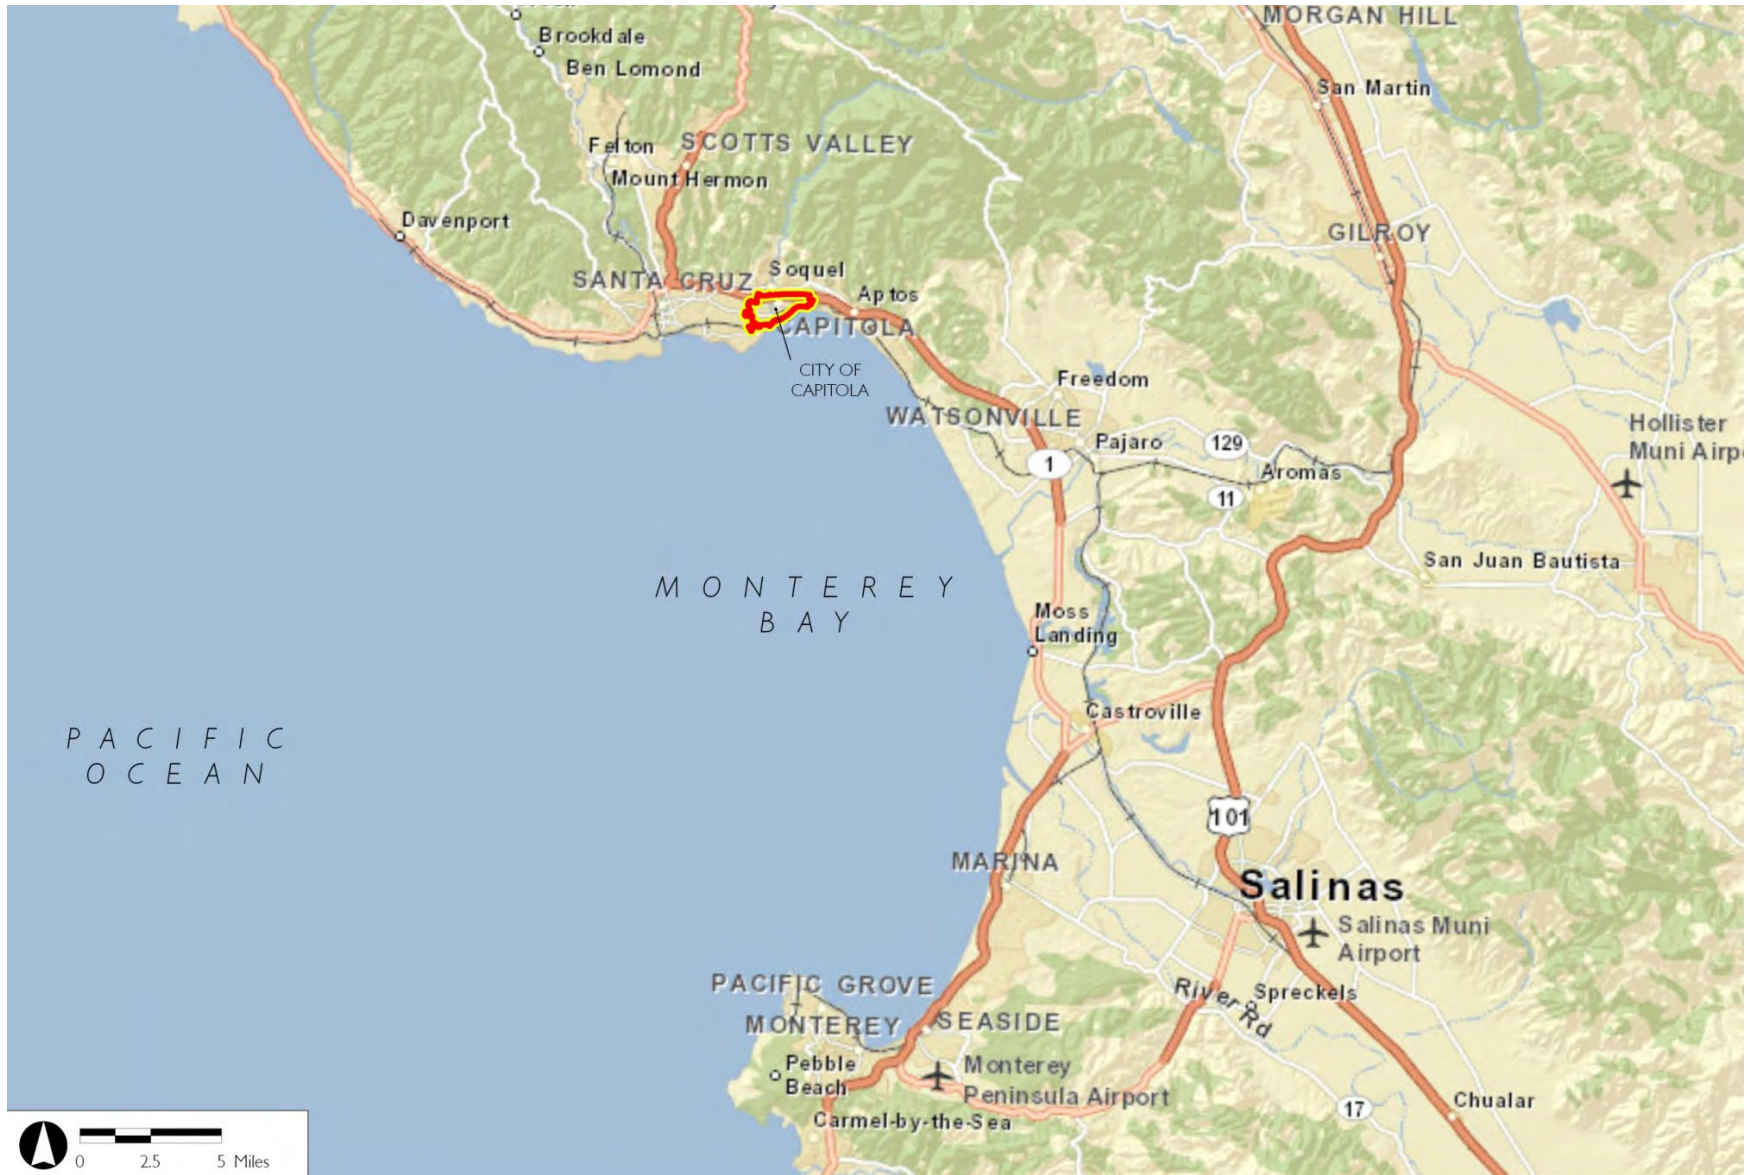 MORGAN HILL
Brookdale
Ben Lomond
San Martin
Felton
SCOTTS VALLEY
Mount Hermon
Davenport
GILROY
Soquel
SANTA CRUZ
Aptos
CAPITOLA
CITY OF
CAPITOLA
Freedom
WATSONVILLE
Hollister
Muni Airp
Pajaro
129
1
Aromas
11
San Juan Bautista
MONTEREY
BAY
Moss
Landing
Castroville
PACIFIC
OCEAN
101
MARINA
Salinas
Salinas Muni
Airport
PACIFIC GROVE
River Rd
Spreckels
MONTEREY
SEASIDE
Pebble
Beach
Monterey
Peninsula Airport
Carmel-by-the-Sea
17
Chualar
0 2.5 5 Miles